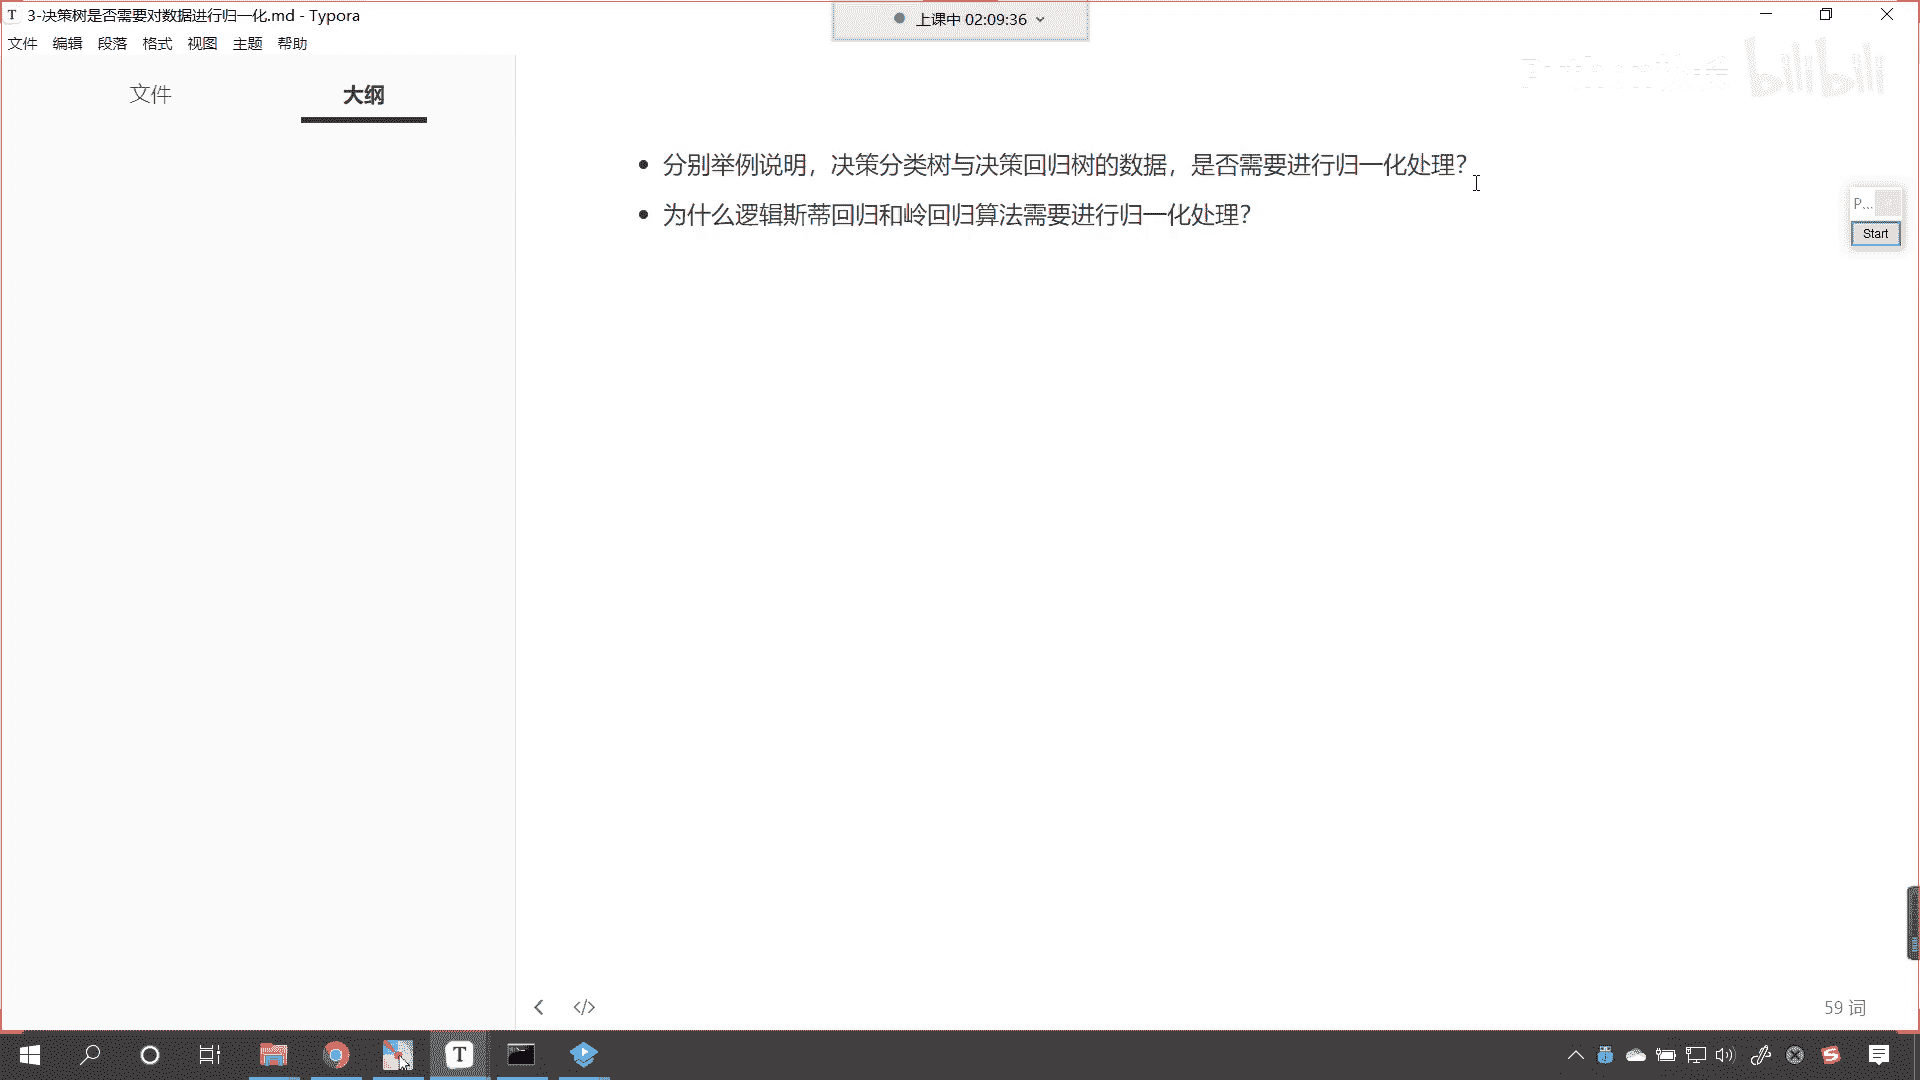 3-决策树是否需要对数据进行归一化.md - Typora
上课中 02:09:36
文件 编辑 段落 格式 视图 主题 帮助
bilibili
文件 大纲
分别举例说明，决策分类树与决策回归树的数据，是否需要进行归一化处理？
为什么逻辑斯蒂回归和岭回归算法需要进行归一化处理？
P...
Start
</>
59 词